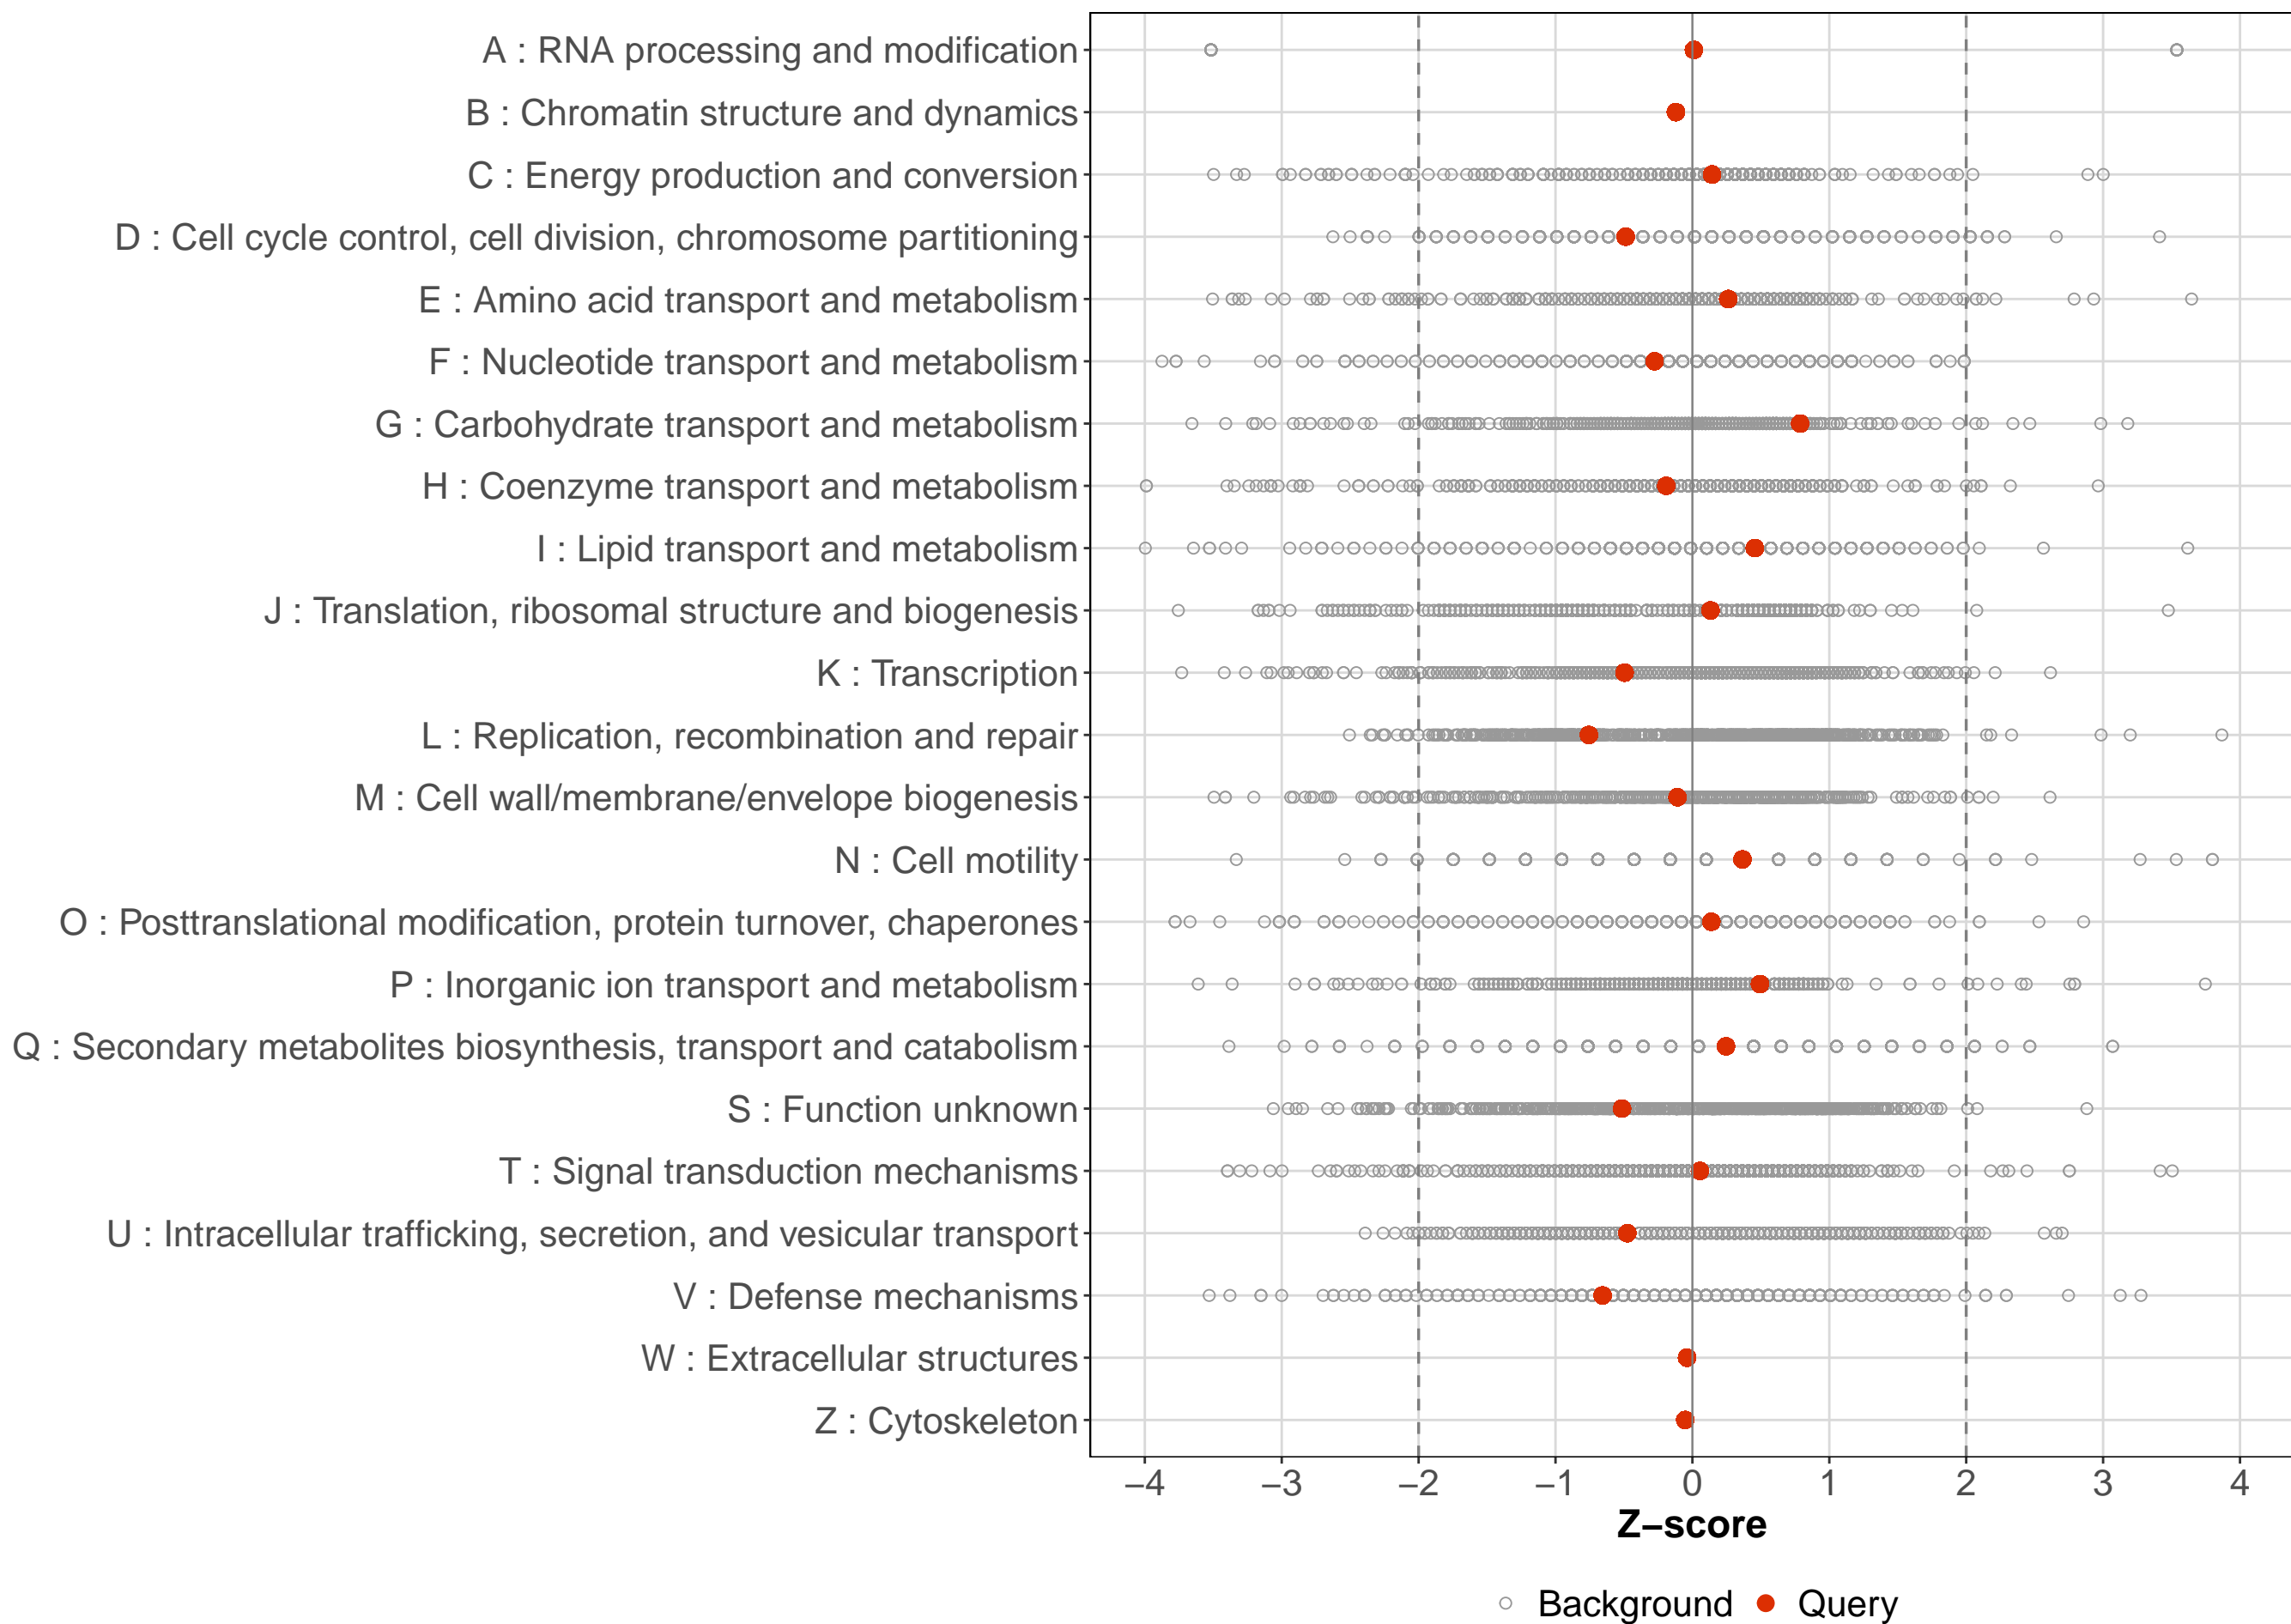 A : RNA processing and modification
B : Chromatin structure and dynamics
C : Energy production and conversion
D : Cell cycle control, cell division, chromosome partitioning
E : Amino acid transport and metabolism
F : Nucleotide transport and metabolism
G : Carbohydrate transport and metabolism
H : Coenzyme transport and metabolism
I : Lipid transport and metabolism
J : Translation, ribosomal structure and biogenesis
K : Transcription
L : Replication, recombination and repair
M : Cell wall/membrane/envelope biogenesis
N : Cell motility
O : Posttranslational modification, protein turnover, chaperones
P : Inorganic ion transport and metabolism
Q : Secondary metabolites biosynthesis, transport and catabolism
S : Function unknown
T : Signal transduction mechanisms
U : Intracellular trafficking, secretion, and vesicular transport
V : Defense mechanisms
W : Extracellular structures
Z : Cytoskeleton
−4 −3 −2 −1 0 1 2 3 4
Z−score
Background Query